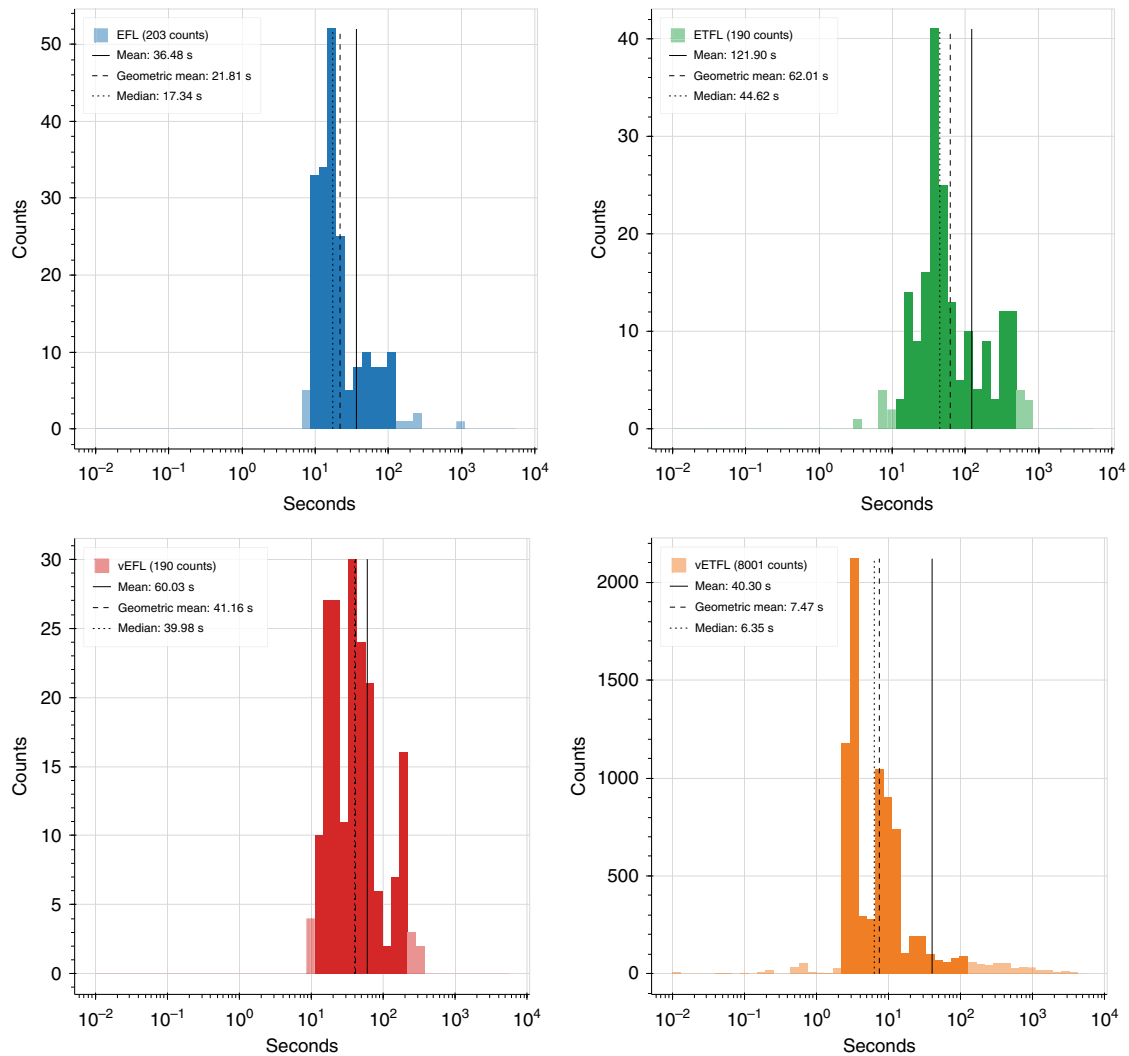 EFL (203 counts)
Mean: 36.48 s
Geometric mean: 21.81 s
Median: 17.34 s
50
40
30
20
10
0
Counts
10⁻² 10⁻¹ 10⁰ 10¹ 10² 10³ 10⁴
Seconds
ETFL (190 counts)
Mean: 121.90 s
Geometric mean: 62.01 s
Median: 44.62 s
40
30
20
10
0
Counts
10⁻² 10⁻¹ 10⁰ 10¹ 10² 10³ 10⁴
Seconds
vEFL (190 counts)
Mean: 60.03 s
Geometric mean: 41.16 s
Median: 39.98 s
30
25
20
15
10
5
0
Counts
10⁻² 10⁻¹ 10⁰ 10¹ 10² 10³ 10⁴
Seconds
vETFL (8001 counts)
Mean: 40.30 s
Geometric mean: 7.47 s
Median: 6.35 s
2000
1500
1000
500
0
Counts
10⁻² 10⁻¹ 10⁰ 10¹ 10² 10³ 10⁴
Seconds